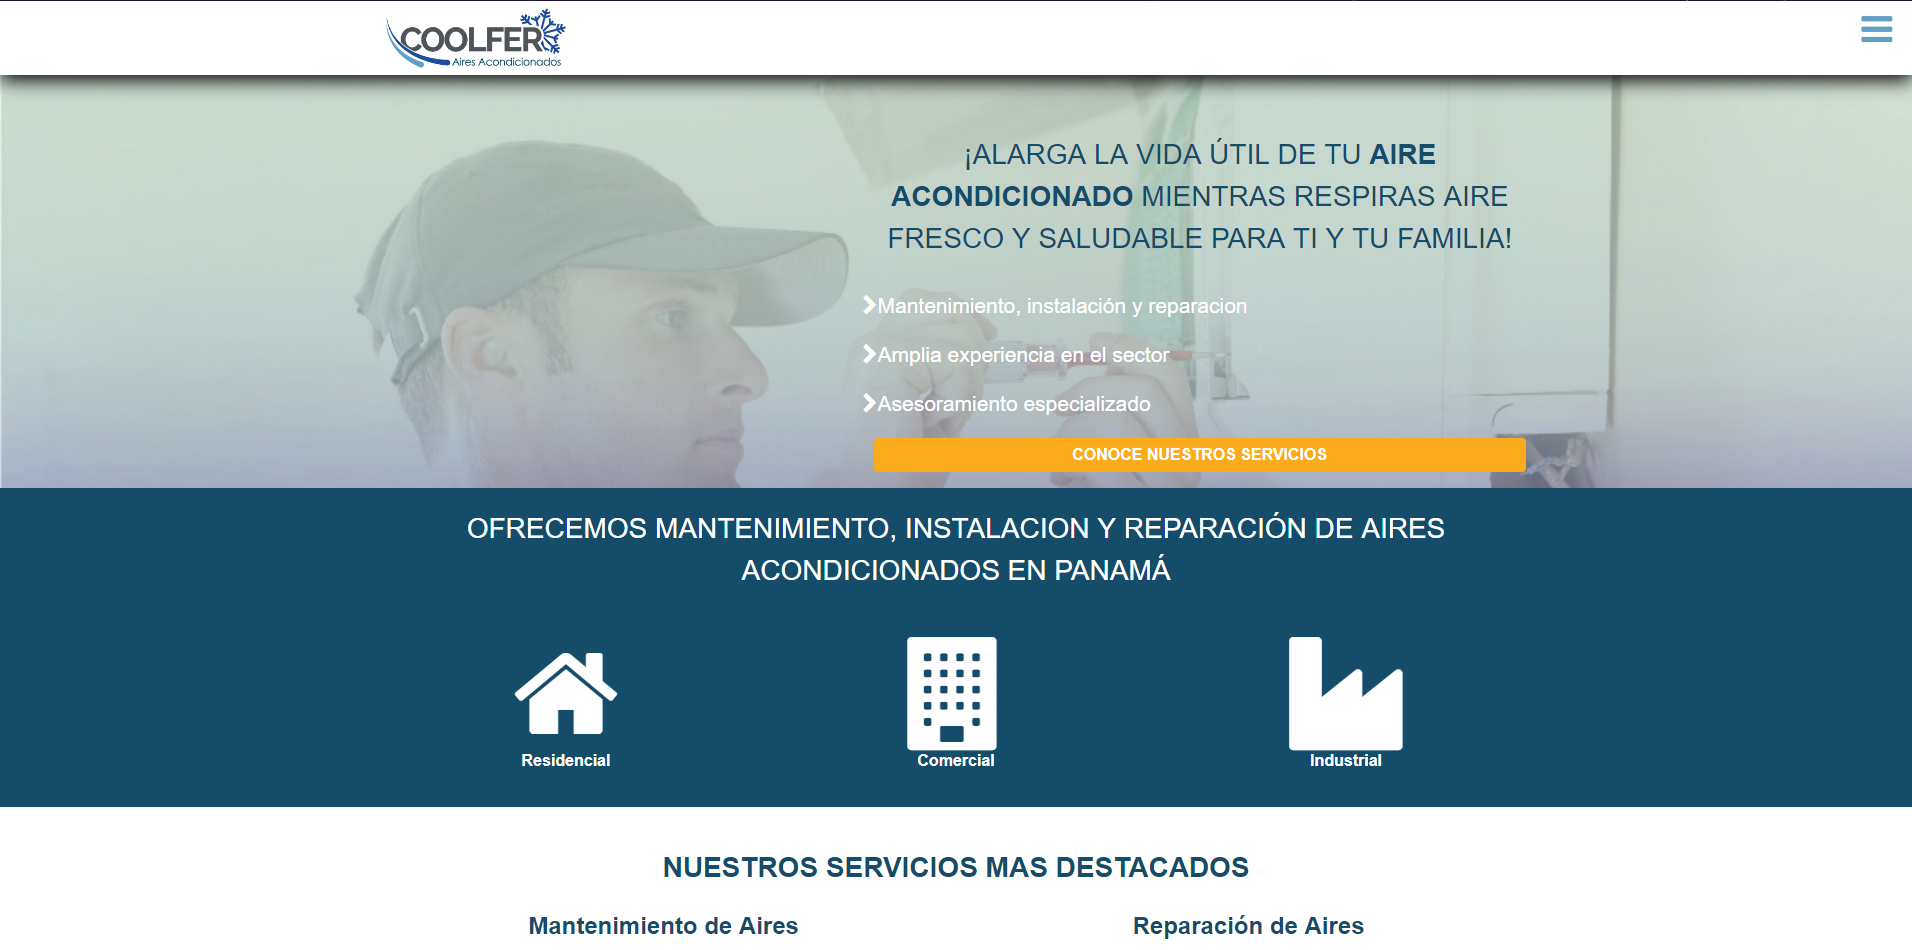 COOLFER
Aires Acondicionados
¡ALARGA LA VIDA ÚTIL DE TU AIRE
ACONDICIONADO MIENTRAS RESPIRAS AIRE
FRESCO Y SALUDABLE PARA TI Y TU FAMILIA!
Mantenimiento, instalación y reparacion
Amplia experiencia en el sector
Asesoramiento especializado
CONOCE NUESTROS SERVICIOS
OFRECEMOS MANTENIMIENTO, INSTALACION Y REPARACIÓN DE AIRES
ACONDICIONADOS EN PANAMÁ
Residencial
Comercial
Industrial
NUESTROS SERVICIOS MAS DESTACADOS
Mantenimiento de Aires
Reparación de Aires